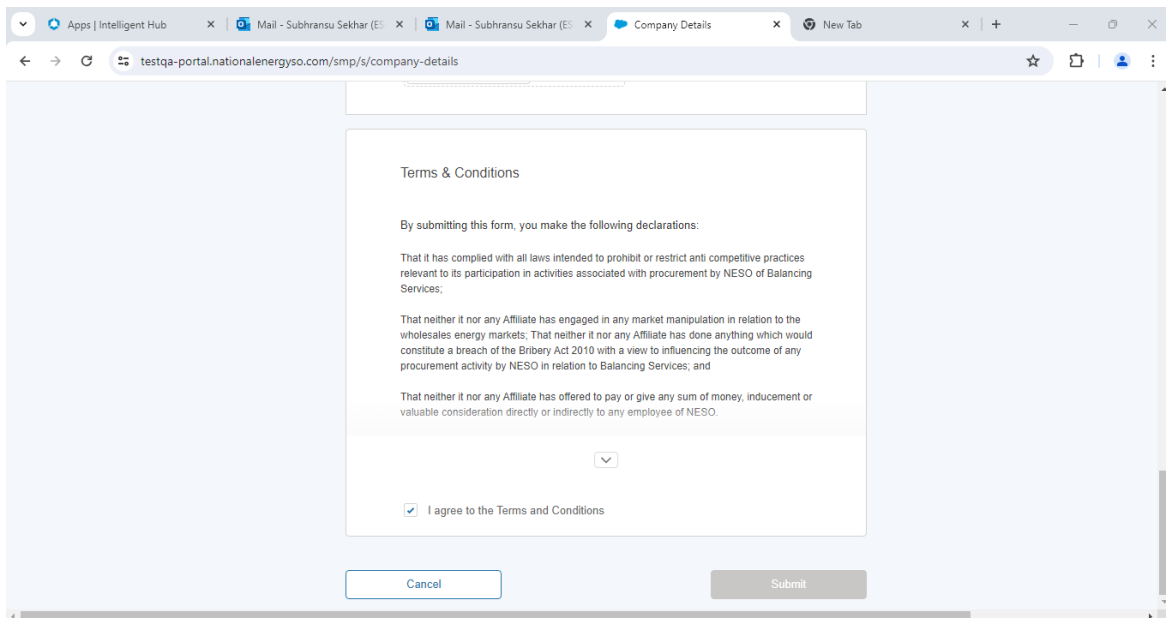 Apps | Intelligent Hub
Mail - Subhransu Sekhar (ES
Mail - Subhransu Sekhar (ES
Company Details
New Tab
testqa-portal.nationalenergyso.com/smp/s/company-details
Terms & Conditions
By submitting this form, you make the following declarations:
That it has complied with all laws intended to prohibit or restrict anti competitive practices
relevant to its participation in activities associated with procurement by NESO of Balancing
Services;
That neither it nor any Affiliate has engaged in any market manipulation in relation to the
wholesales energy markets; That neither it nor any Affiliate has done anything which would
constitute a breach of the Bribery Act 2010 with a view to influencing the outcome of any
procurement activity by NESO in relation to Balancing Services; and
That neither it nor any Affiliate has offered to pay or give any sum of money, inducement or
valuable consideration directly or indirectly to any employee of NESO.
I agree to the Terms and Conditions
Cancel
Submit